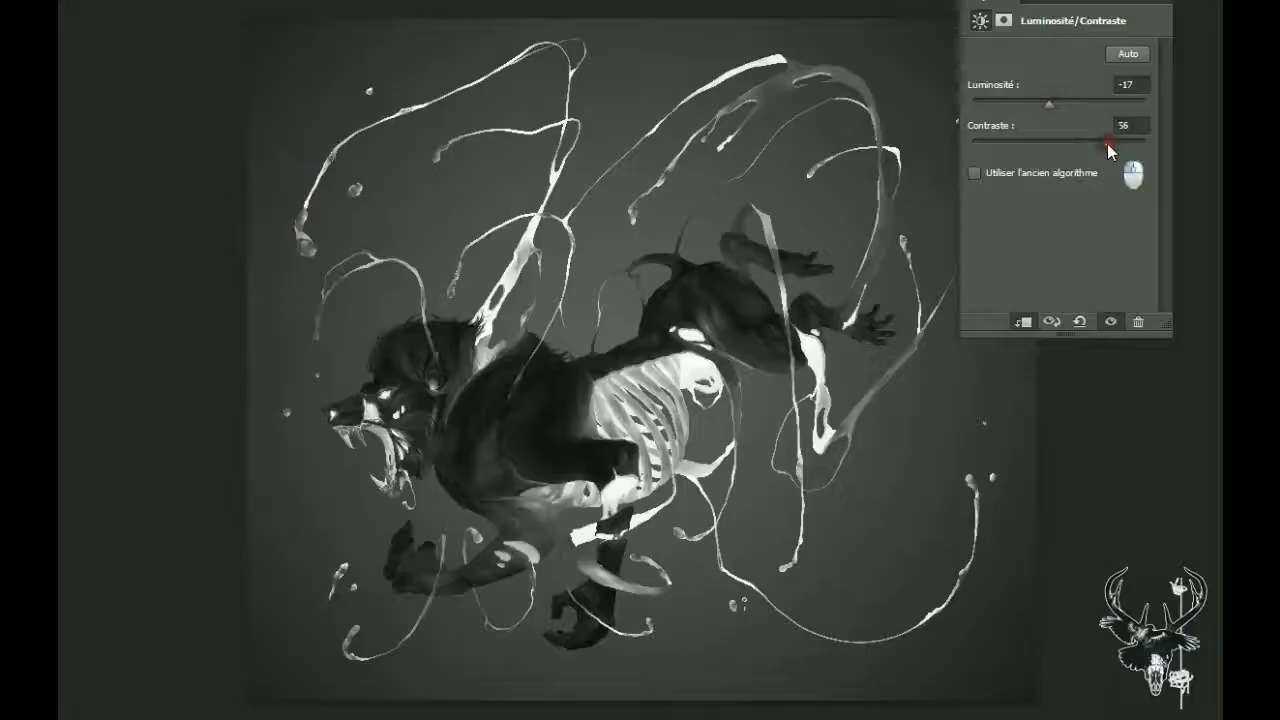 Luminosité/Contraste
Auto
Luminosité :
-17
Contraste :
56
Utiliser l'ancien algorithme